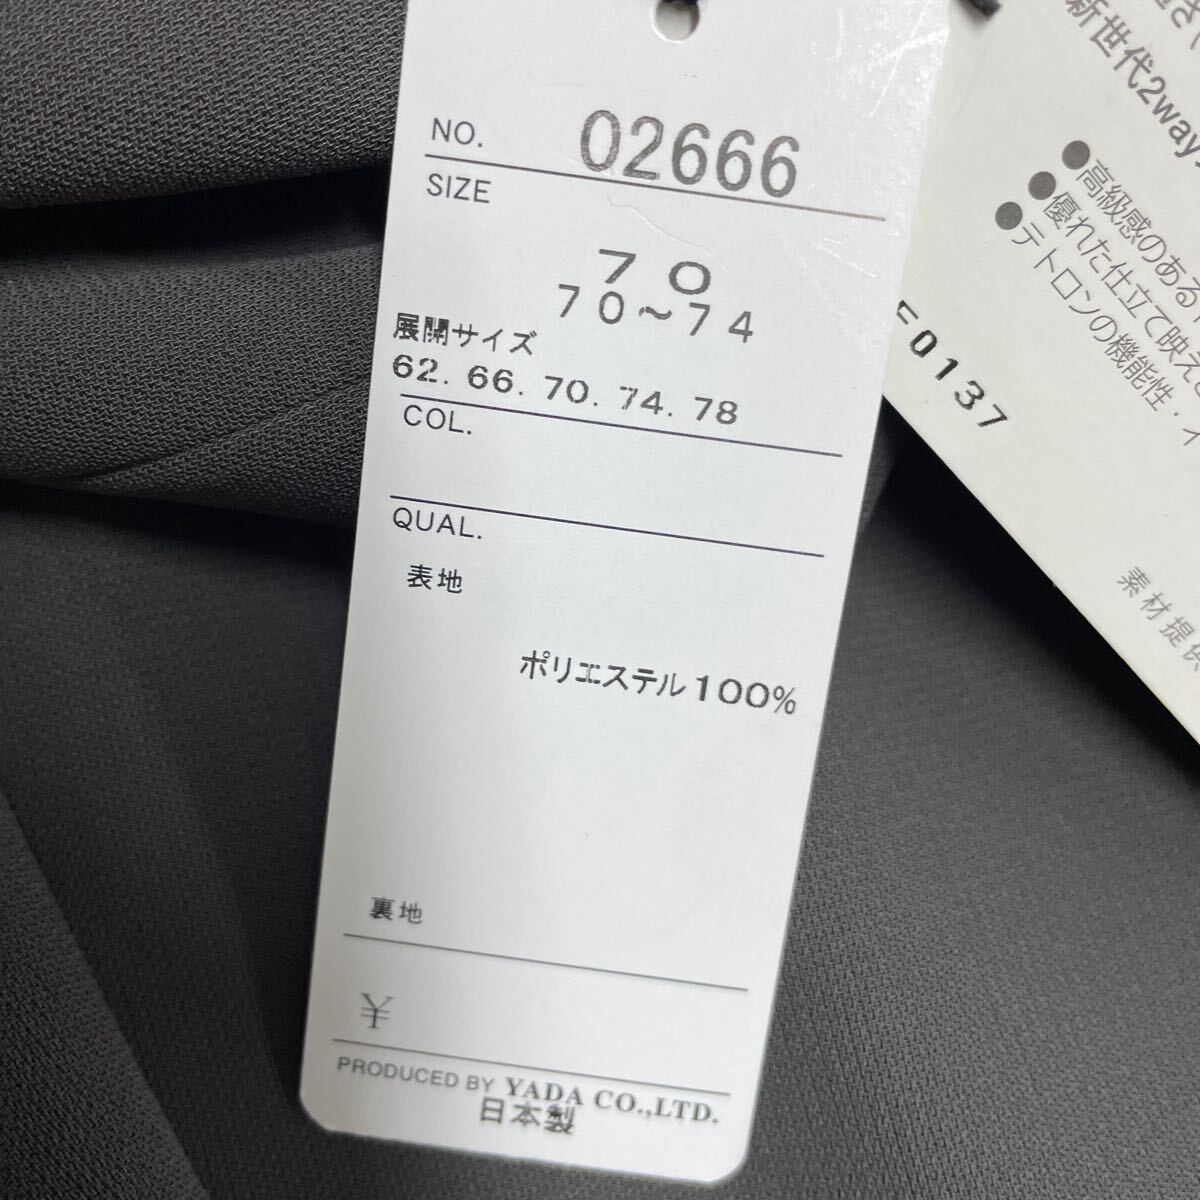 NO. 02666
SIZE
70
70～74
展開サイズ
62. 66. 70. 74. 78
COL.
QUAL.
表地
ポリエステル100%
裏地
¥
PRODUCED BY YADA CO.,LTD.
日本製
新世代2way
●高級感のある
●優れた仕立て映え
●テトロンの機能性・イ
0137
素材提供